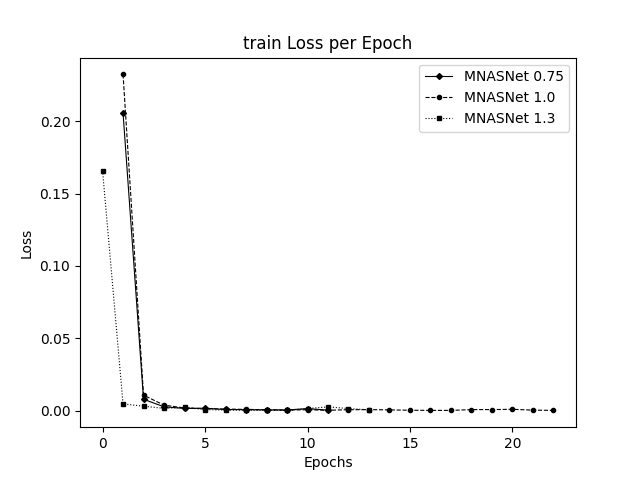 train Loss per Epoch
MNASNet 0.75
MNASNet 1.0
MNASNet 1.3
Loss
0.20
0.15
0.10
0.05
0.00
0 5 10 15 20
Epochs